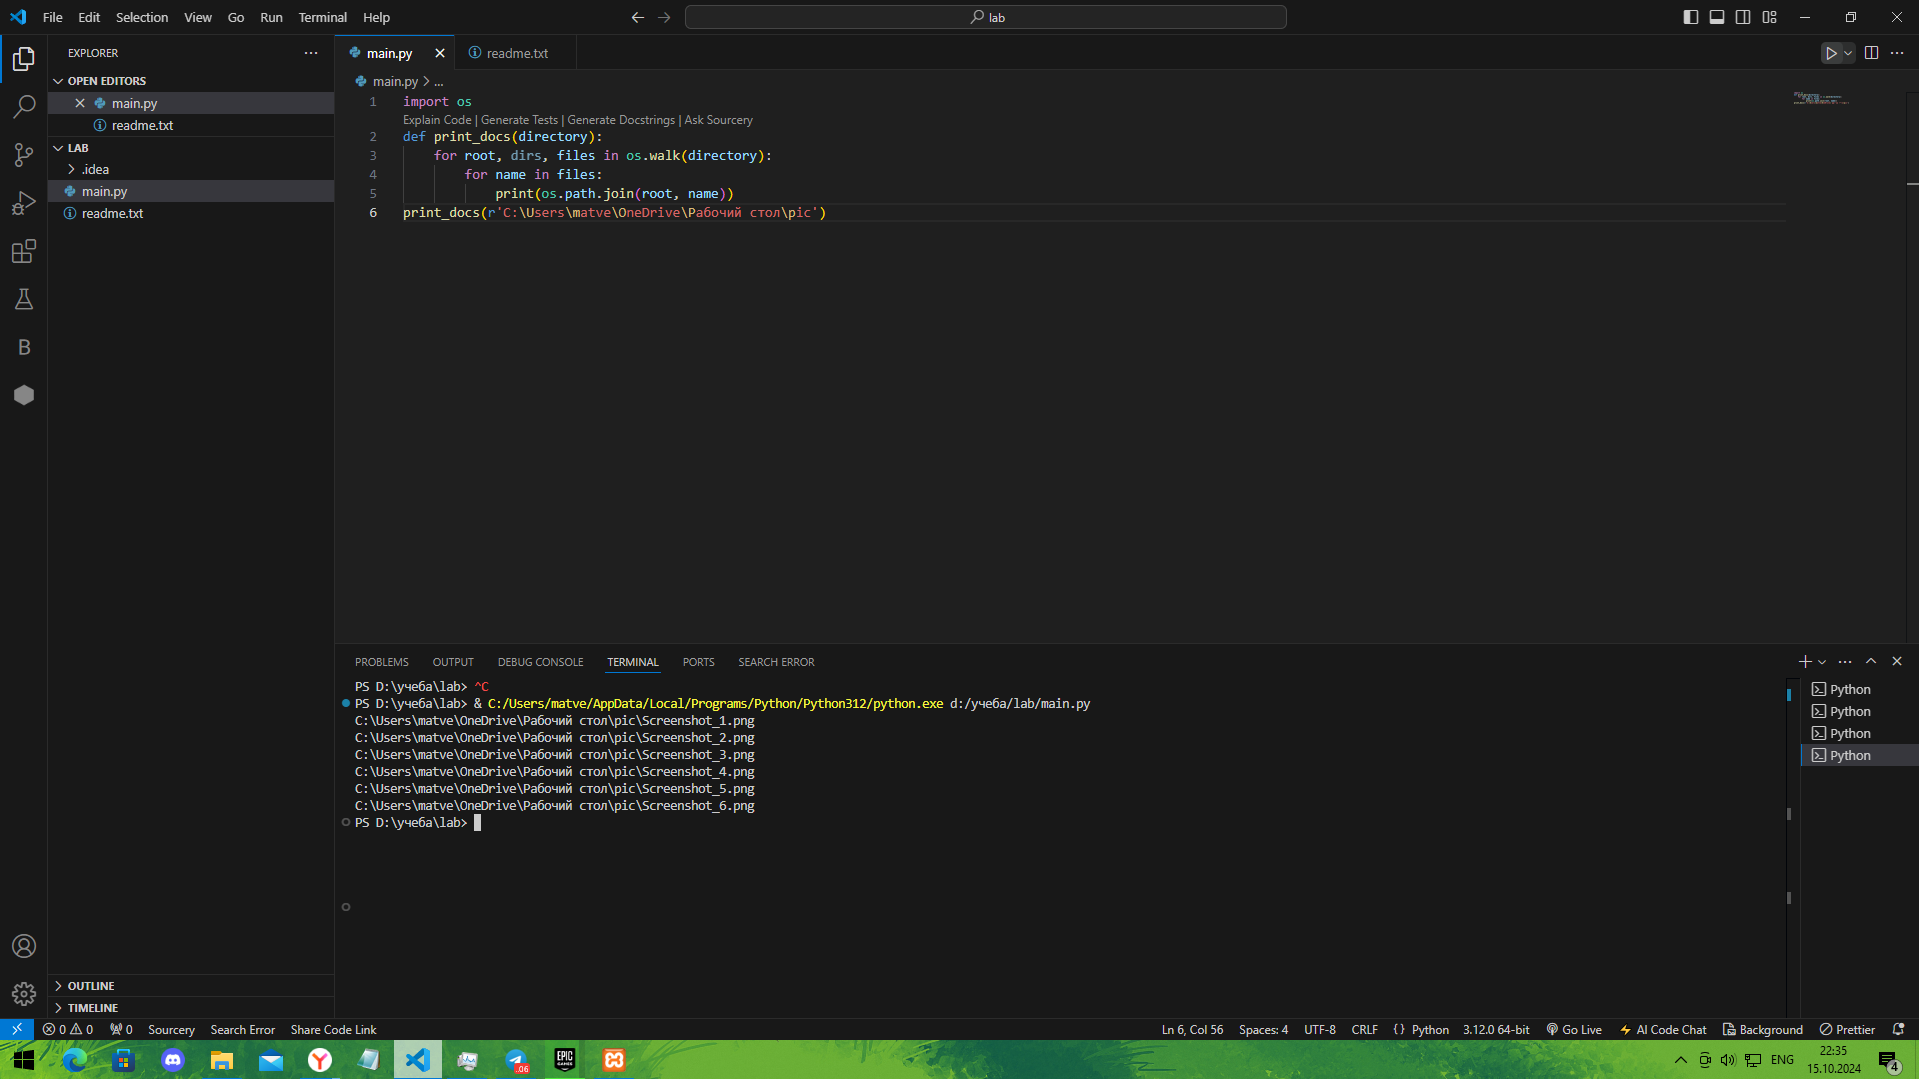 File Edit Selection View Go Run Terminal Help
lab
EXPLORER
OPEN EDITORS
main.py
readme.txt
LAB
.idea
main.py
readme.txt
main.py
readme.txt
main.py > ...
1 import os
Explain Code | Generate Tests | Generate Docstrings | Ask Sourcery
2 def print_docs(directory):
3 for root, dirs, files in os.walk(directory):
4 for name in files:
5 print(os.path.join(root, name))
6 print_docs(r'C:\Users\matve\OneDrive\Рабочий стол\pic')
B
PROBLEMS OUTPUT DEBUG CONSOLE TERMINAL PORTS SEARCH ERROR
PS D:\учеба\lab> ^C
PS D:\учеба\lab> & C:/Users/matve/AppData/Local/Programs/Python/Python312/python.exe d:/учеба/lab/main.py
C:\Users\matve\OneDrive\Рабочий стол\pic\Screenshot_1.png
C:\Users\matve\OneDrive\Рабочий стол\pic\Screenshot_2.png
C:\Users\matve\OneDrive\Рабочий стол\pic\Screenshot_3.png
C:\Users\matve\OneDrive\Рабочий стол\pic\Screenshot_4.png
C:\Users\matve\OneDrive\Рабочий стол\pic\Screenshot_5.png
C:\Users\matve\OneDrive\Рабочий стол\pic\Screenshot_6.png
PS D:\учеба\lab>
Python
Python
Python
Python
OUTLINE
TIMELINE
0 0 0 Sourcery Search Error Share Code Link
Ln 6, Col 56 Spaces: 4 UTF-8 CRLF {} Python 3.12.0 64-bit Go Live AI Code Chat Background Prettier
.06
EPIC GAMES
ENG
22:35
15.10.2024
4